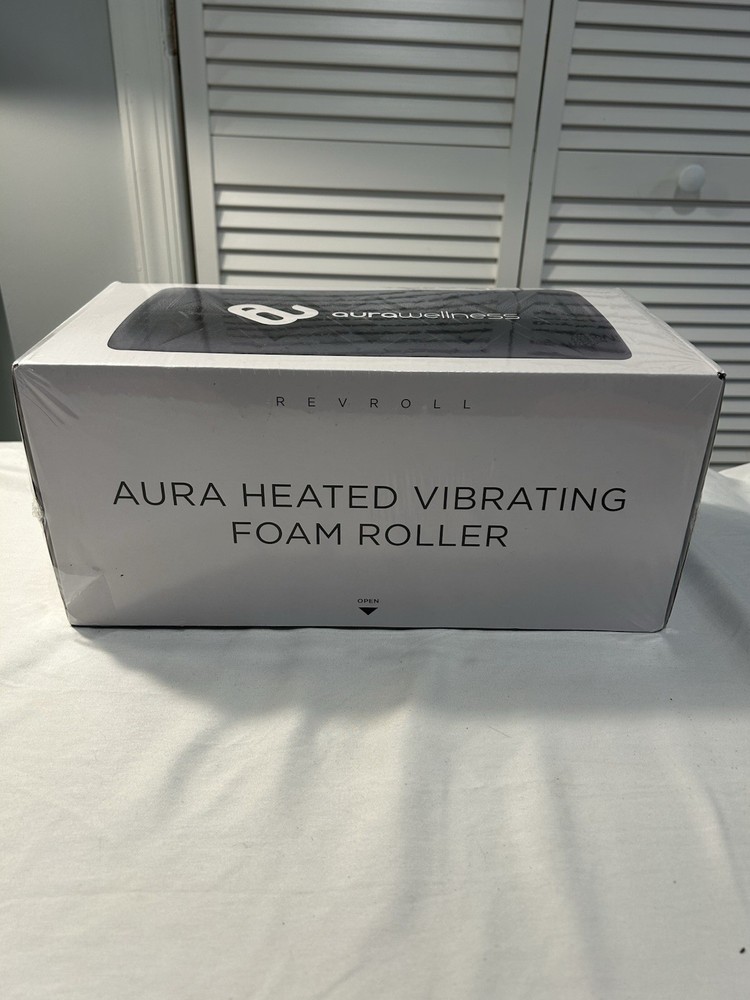 aurawellness
REVROLL
AURA HEATED VIBRATING
FOAM ROLLER
OPEN